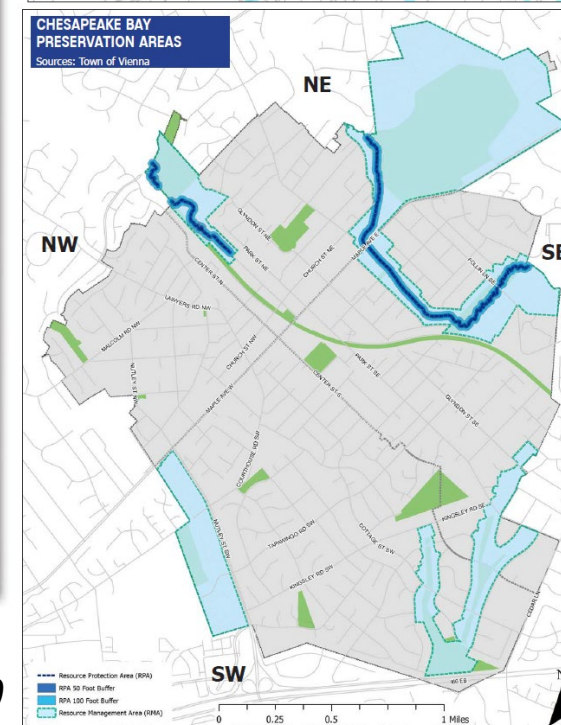 CHESAPEAKE BAY
PRESERVATION AREAS
Sources: Town of Vienna
NE
NW
SE
GLYNDON ST NE
PARK ST NE
CHURCH ST NE
MAPLE AVE E
FOLLIN LN SE
CENTER ST N
LAWYERS RD NW
MALCOLM RD NW
NUTLEY ST NW
CHURCH ST NW
MAPLE AVE W
CENTER ST S
PARK ST SE
GLYNDON ST SE
COURTHOUSE RD SW
NUTLEY ST SW
TAPAWINGO RD SW
COTTAGE ST SW
KINGSLEY RD SE
KINGSLEY RD SW
CEDAR LN
SW
Resource Protection Area (RPA)
RPA 50 Foot Buffer
RPA 100 Foot Buffer
Resource Management Area (RMA)
0 0.25 0.5 1 Miles